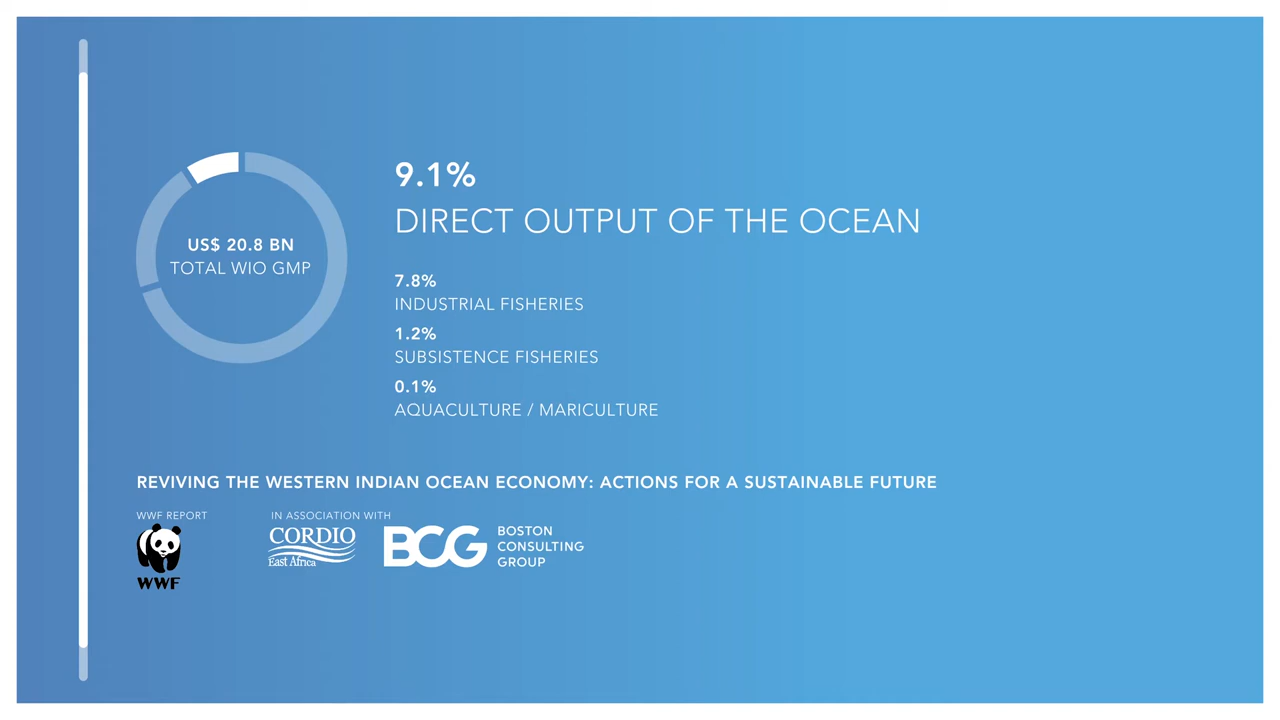 US$ 20.8 BN
TOTAL WIO GMP
9.1%
DIRECT OUTPUT OF THE OCEAN
7.8%
INDUSTRIAL FISHERIES
1.2%
SUBSISTENCE FISHERIES
0.1%
AQUACULTURE / MARICULTURE
REVIVING THE WESTERN INDIAN OCEAN ECONOMY: ACTIONS FOR A SUSTAINABLE FUTURE
WWF REPORT
WWF
IN ASSOCIATION WITH
CORDIO
East Africa
BCG
BOSTON
CONSULTING
GROUP